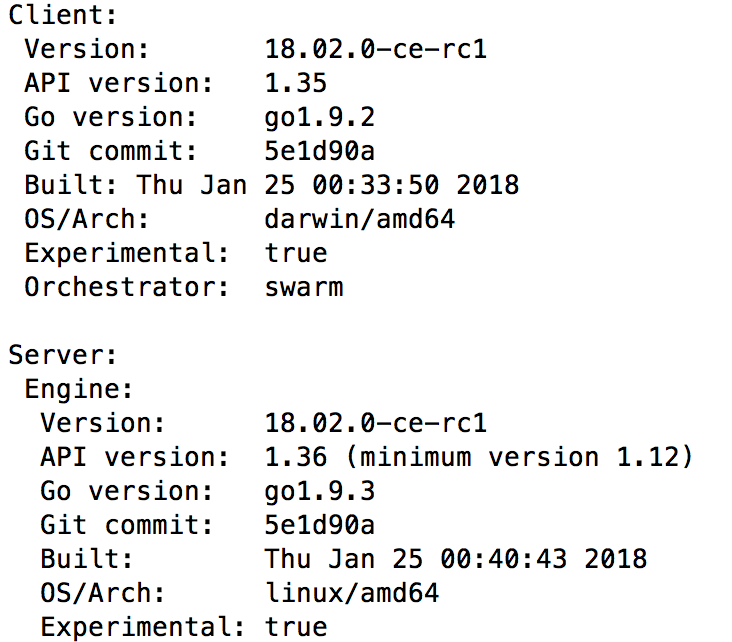 Client:
 Version:       18.02.0-ce-rc1
 API version:   1.35
 Go version:    go1.9.2
 Git commit:    5e1d90a
 Built: Thu Jan 25 00:33:50 2018
 OS/Arch:       darwin/amd64
 Experimental:  true
 Orchestrator:  swarm

Server:
 Engine:
  Version:      18.02.0-ce-rc1
  API version:  1.36 (minimum version 1.12)
  Go version:   go1.9.3
  Git commit:   5e1d90a
  Built:        Thu Jan 25 00:40:43 2018
  OS/Arch:      linux/amd64
  Experimental: true